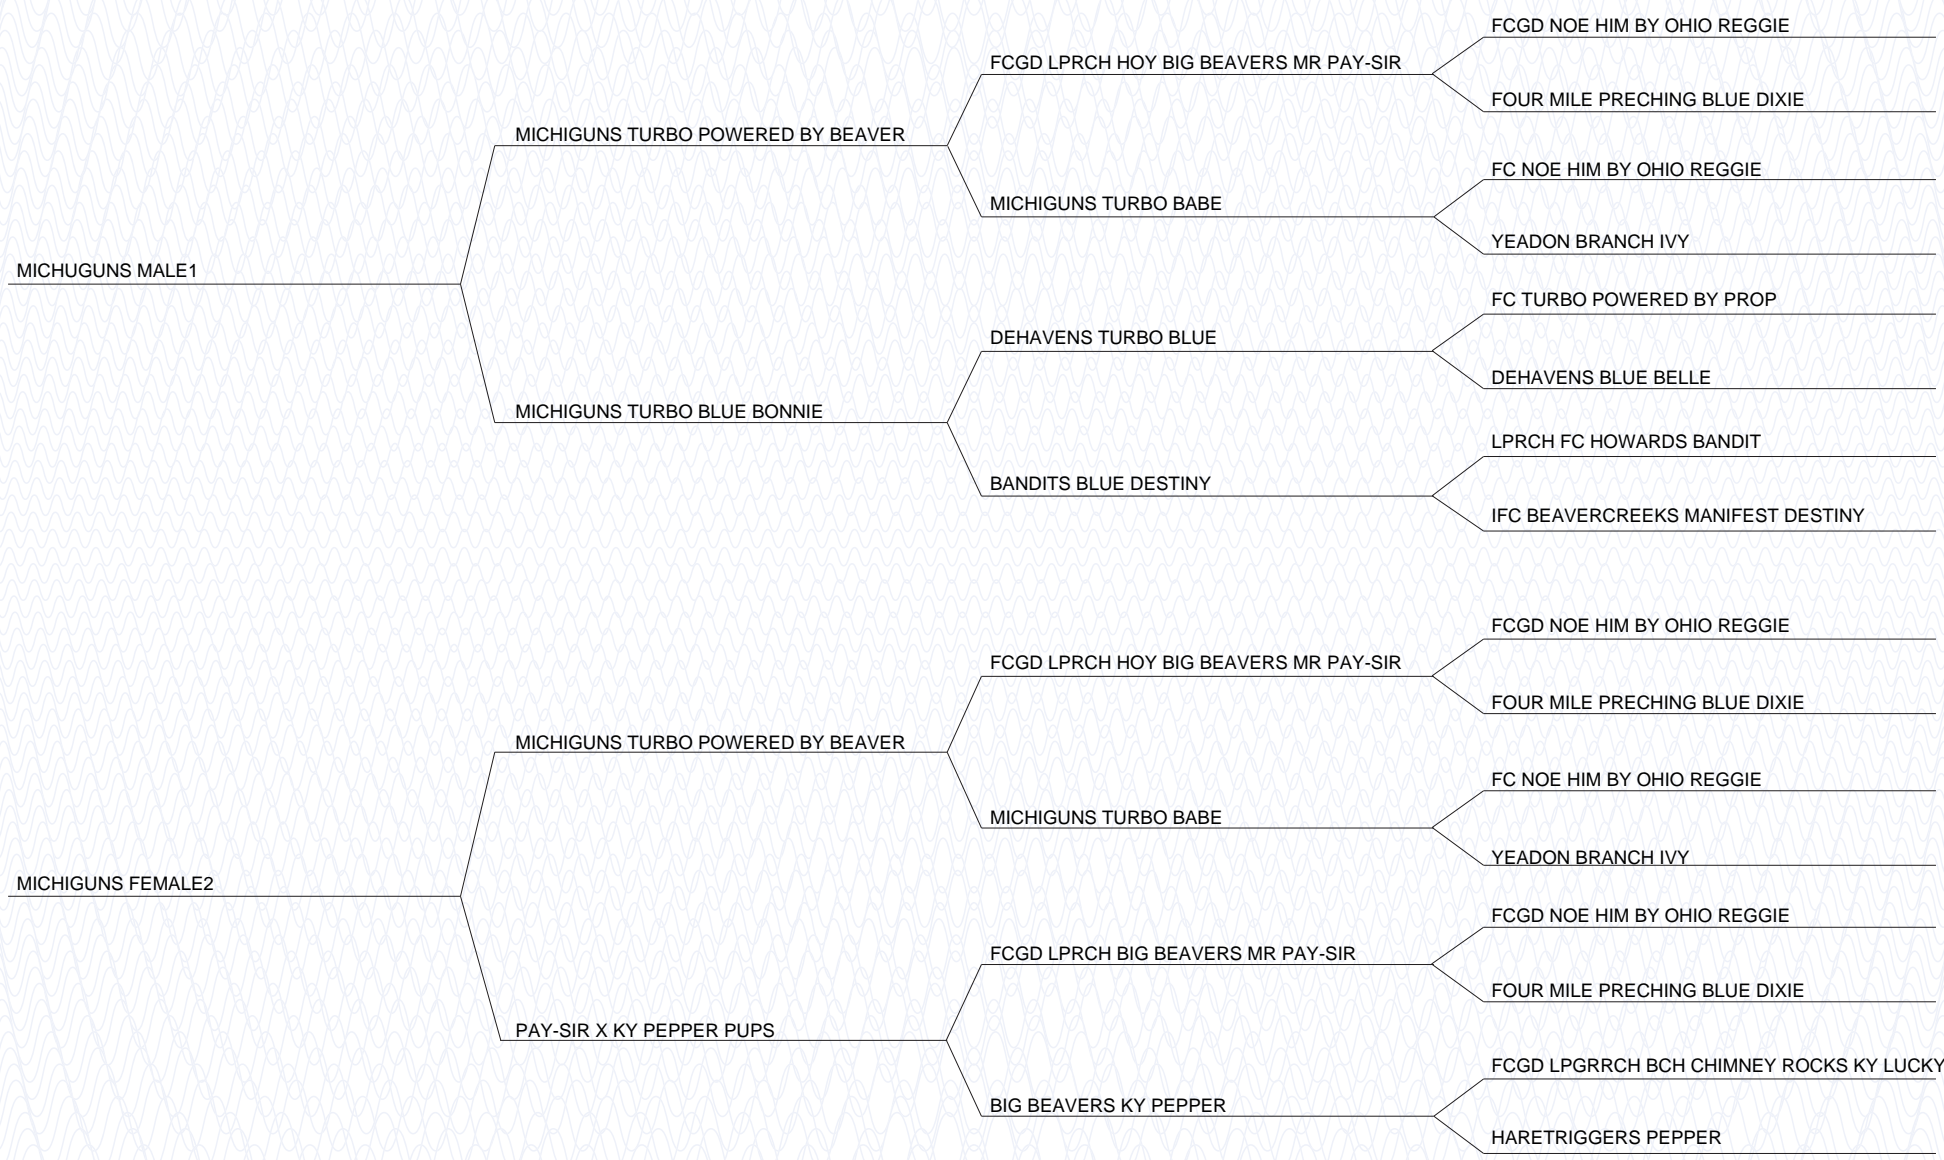 FCGD NOE HIM BY OHIO REGGIE
FCGD LPRCH HOY BIG BEAVERS MR PAY-SIR
FOUR MILE PRECHING BLUE DIXIE
MICHIGUNS TURBO POWERED BY BEAVER
FC NOE HIM BY OHIO REGGIE
MICHIGUNS TURBO BABE
YEADON BRANCH IVY
MICHUGUNS MALE1
FC TURBO POWERED BY PROP
DEHAVENS TURBO BLUE
DEHAVENS BLUE BELLE
MICHIGUNS TURBO BLUE BONNIE
LPRCH FC HOWARDS BANDIT
BANDITS BLUE DESTINY
IFC BEAVERCREEKS MANIFEST DESTINY
FCGD NOE HIM BY OHIO REGGIE
FCGD LPRCH HOY BIG BEAVERS MR PAY-SIR
FOUR MILE PRECHING BLUE DIXIE
MICHIGUNS TURBO POWERED BY BEAVER
FC NOE HIM BY OHIO REGGIE
MICHIGUNS TURBO BABE
YEADON BRANCH IVY
MICHIGUNS FEMALE2
FCGD NOE HIM BY OHIO REGGIE
FCGD LPRCH BIG BEAVERS MR PAY-SIR
FOUR MILE PRECHING BLUE DIXIE
PAY-SIR X KY PEPPER PUPS
FCGD LPGRRCH BCH CHIMNEY ROCKS KY LUCKY
BIG BEAVERS KY PEPPER
HARETRIGGERS PEPPER